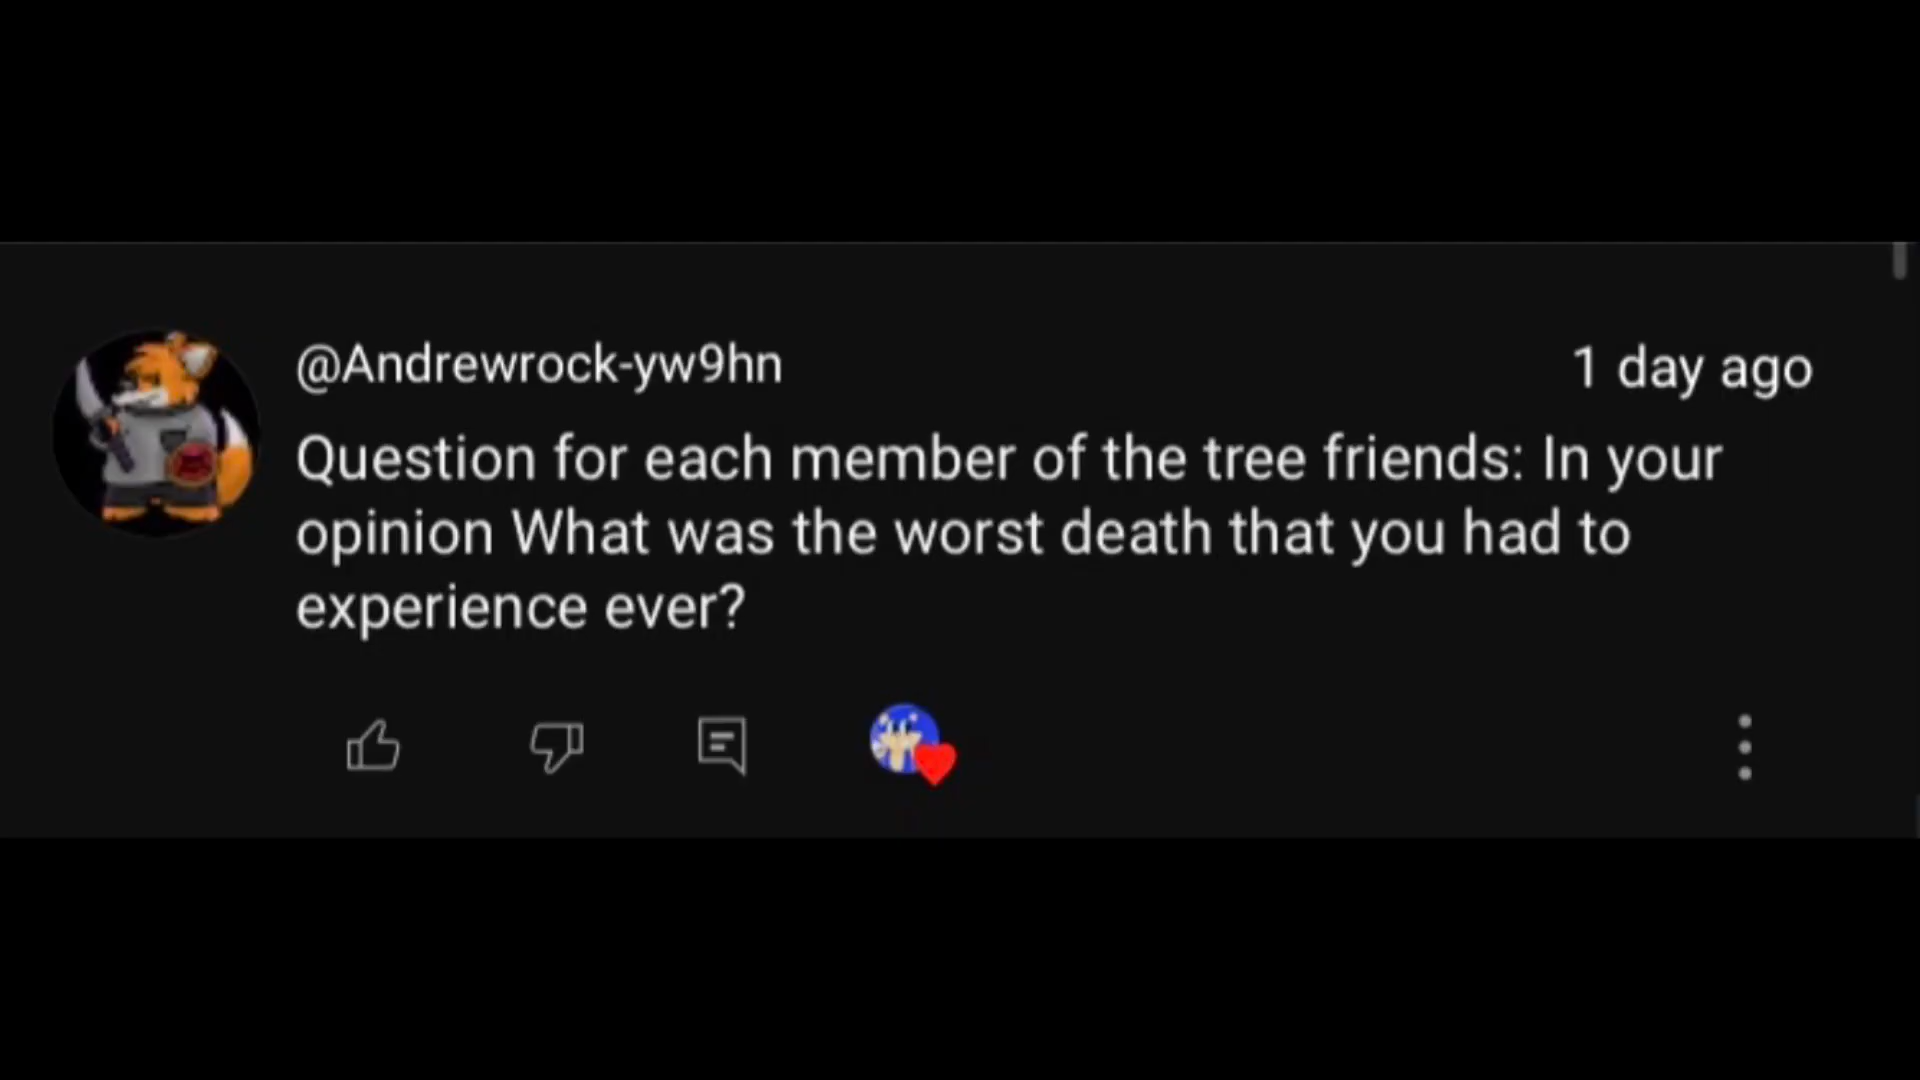 @Andrewrock-yw9hn
1 day ago
Question for each member of the tree friends: In your
opinion What was the worst death that you had to
experience ever?